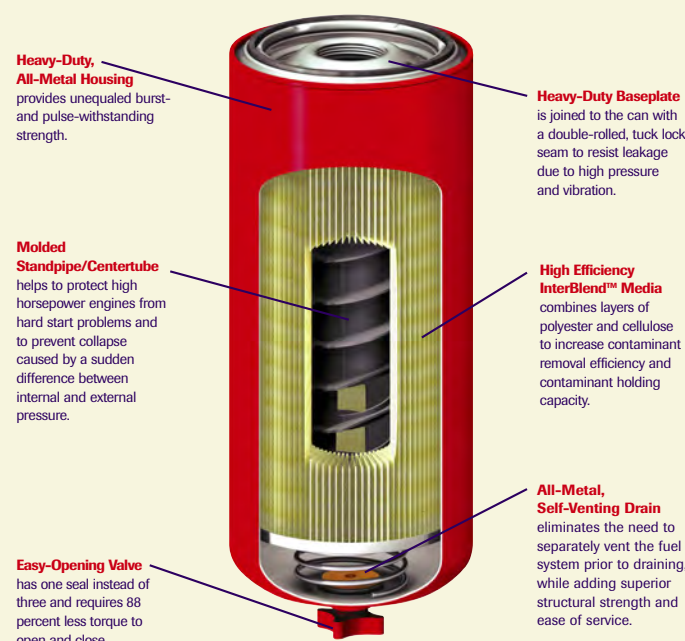 Heavy-Duty,
All-Metal Housing
provides unequaled burst-
and pulse-withstanding
strength.
Molded
Standpipe/Centertube
helps to protect high
horsepower engines from
hard start problems and
to prevent collapse
caused by a sudden
difference between
internal and external
pressure.
Easy-Opening Valve
has one seal instead of
three and requires 88
percent less torque to
open and close
Heavy-Duty Baseplate
is joined to the can with
a double-rolled, tuck lock
seam to resist leakage
due to high pressure
and vibration.
High Efficiency
InterBlend™ Media
combines layers of
polyester and cellulose
to increase contaminant
removal efficiency and
contaminant holding
capacity.
All-Metal,
Self-Venting Drain
eliminates the need to
separately vent the fuel
system prior to draining,
while adding superior
structural strength and
ease of service.